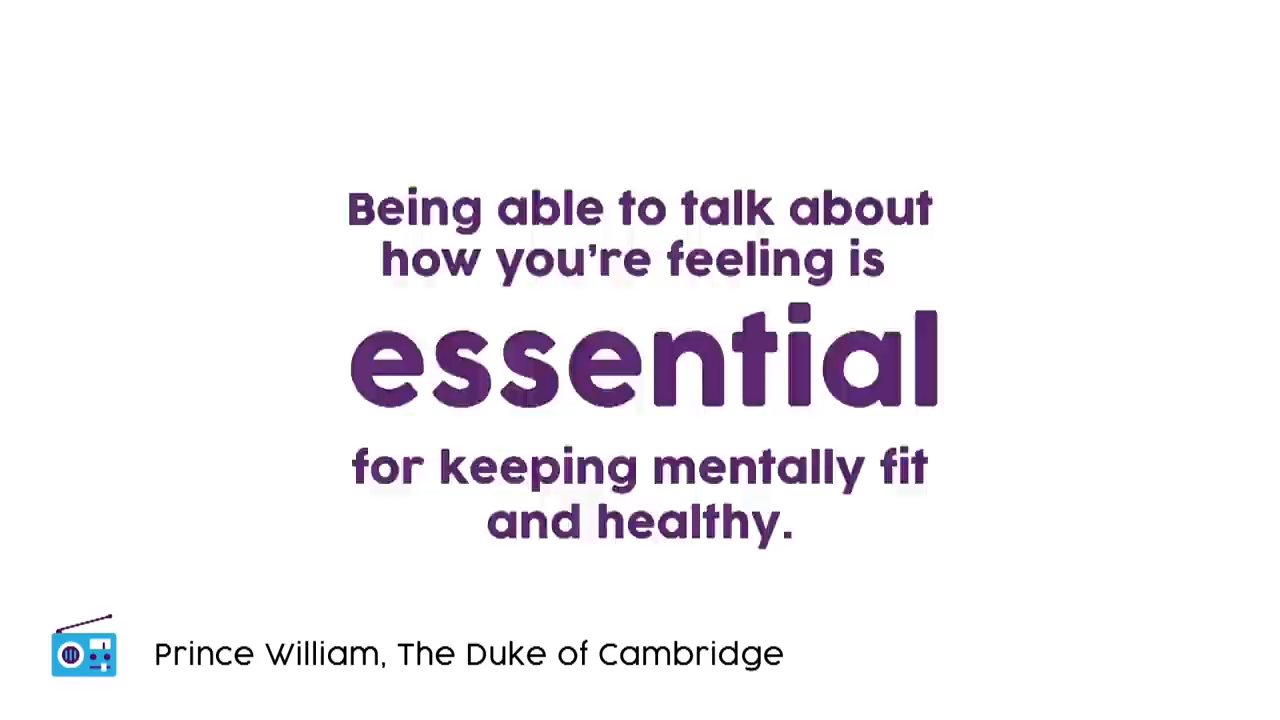 Being able to talk about
how you’re feeling is
essential
for keeping mentally fit
and healthy.
Prince William, The Duke of Cambridge